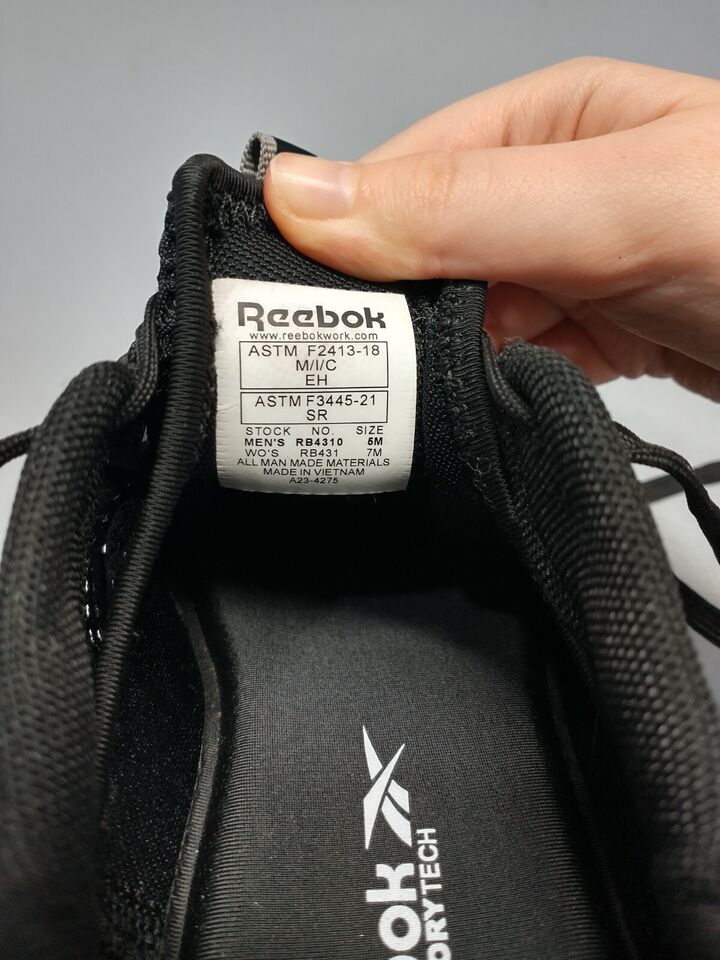 Reebok
www.reebokwork.com
ASTM F2413-18
M/I/C
EH
ASTM F3445-21
SR
STOCK NO. SIZE
MEN'S RB4310 5M
WO'S RB431 7M
ALL MAN MADE MATERIALS
MADE IN VIETNAM
A23-4275
ook
ORYTECH